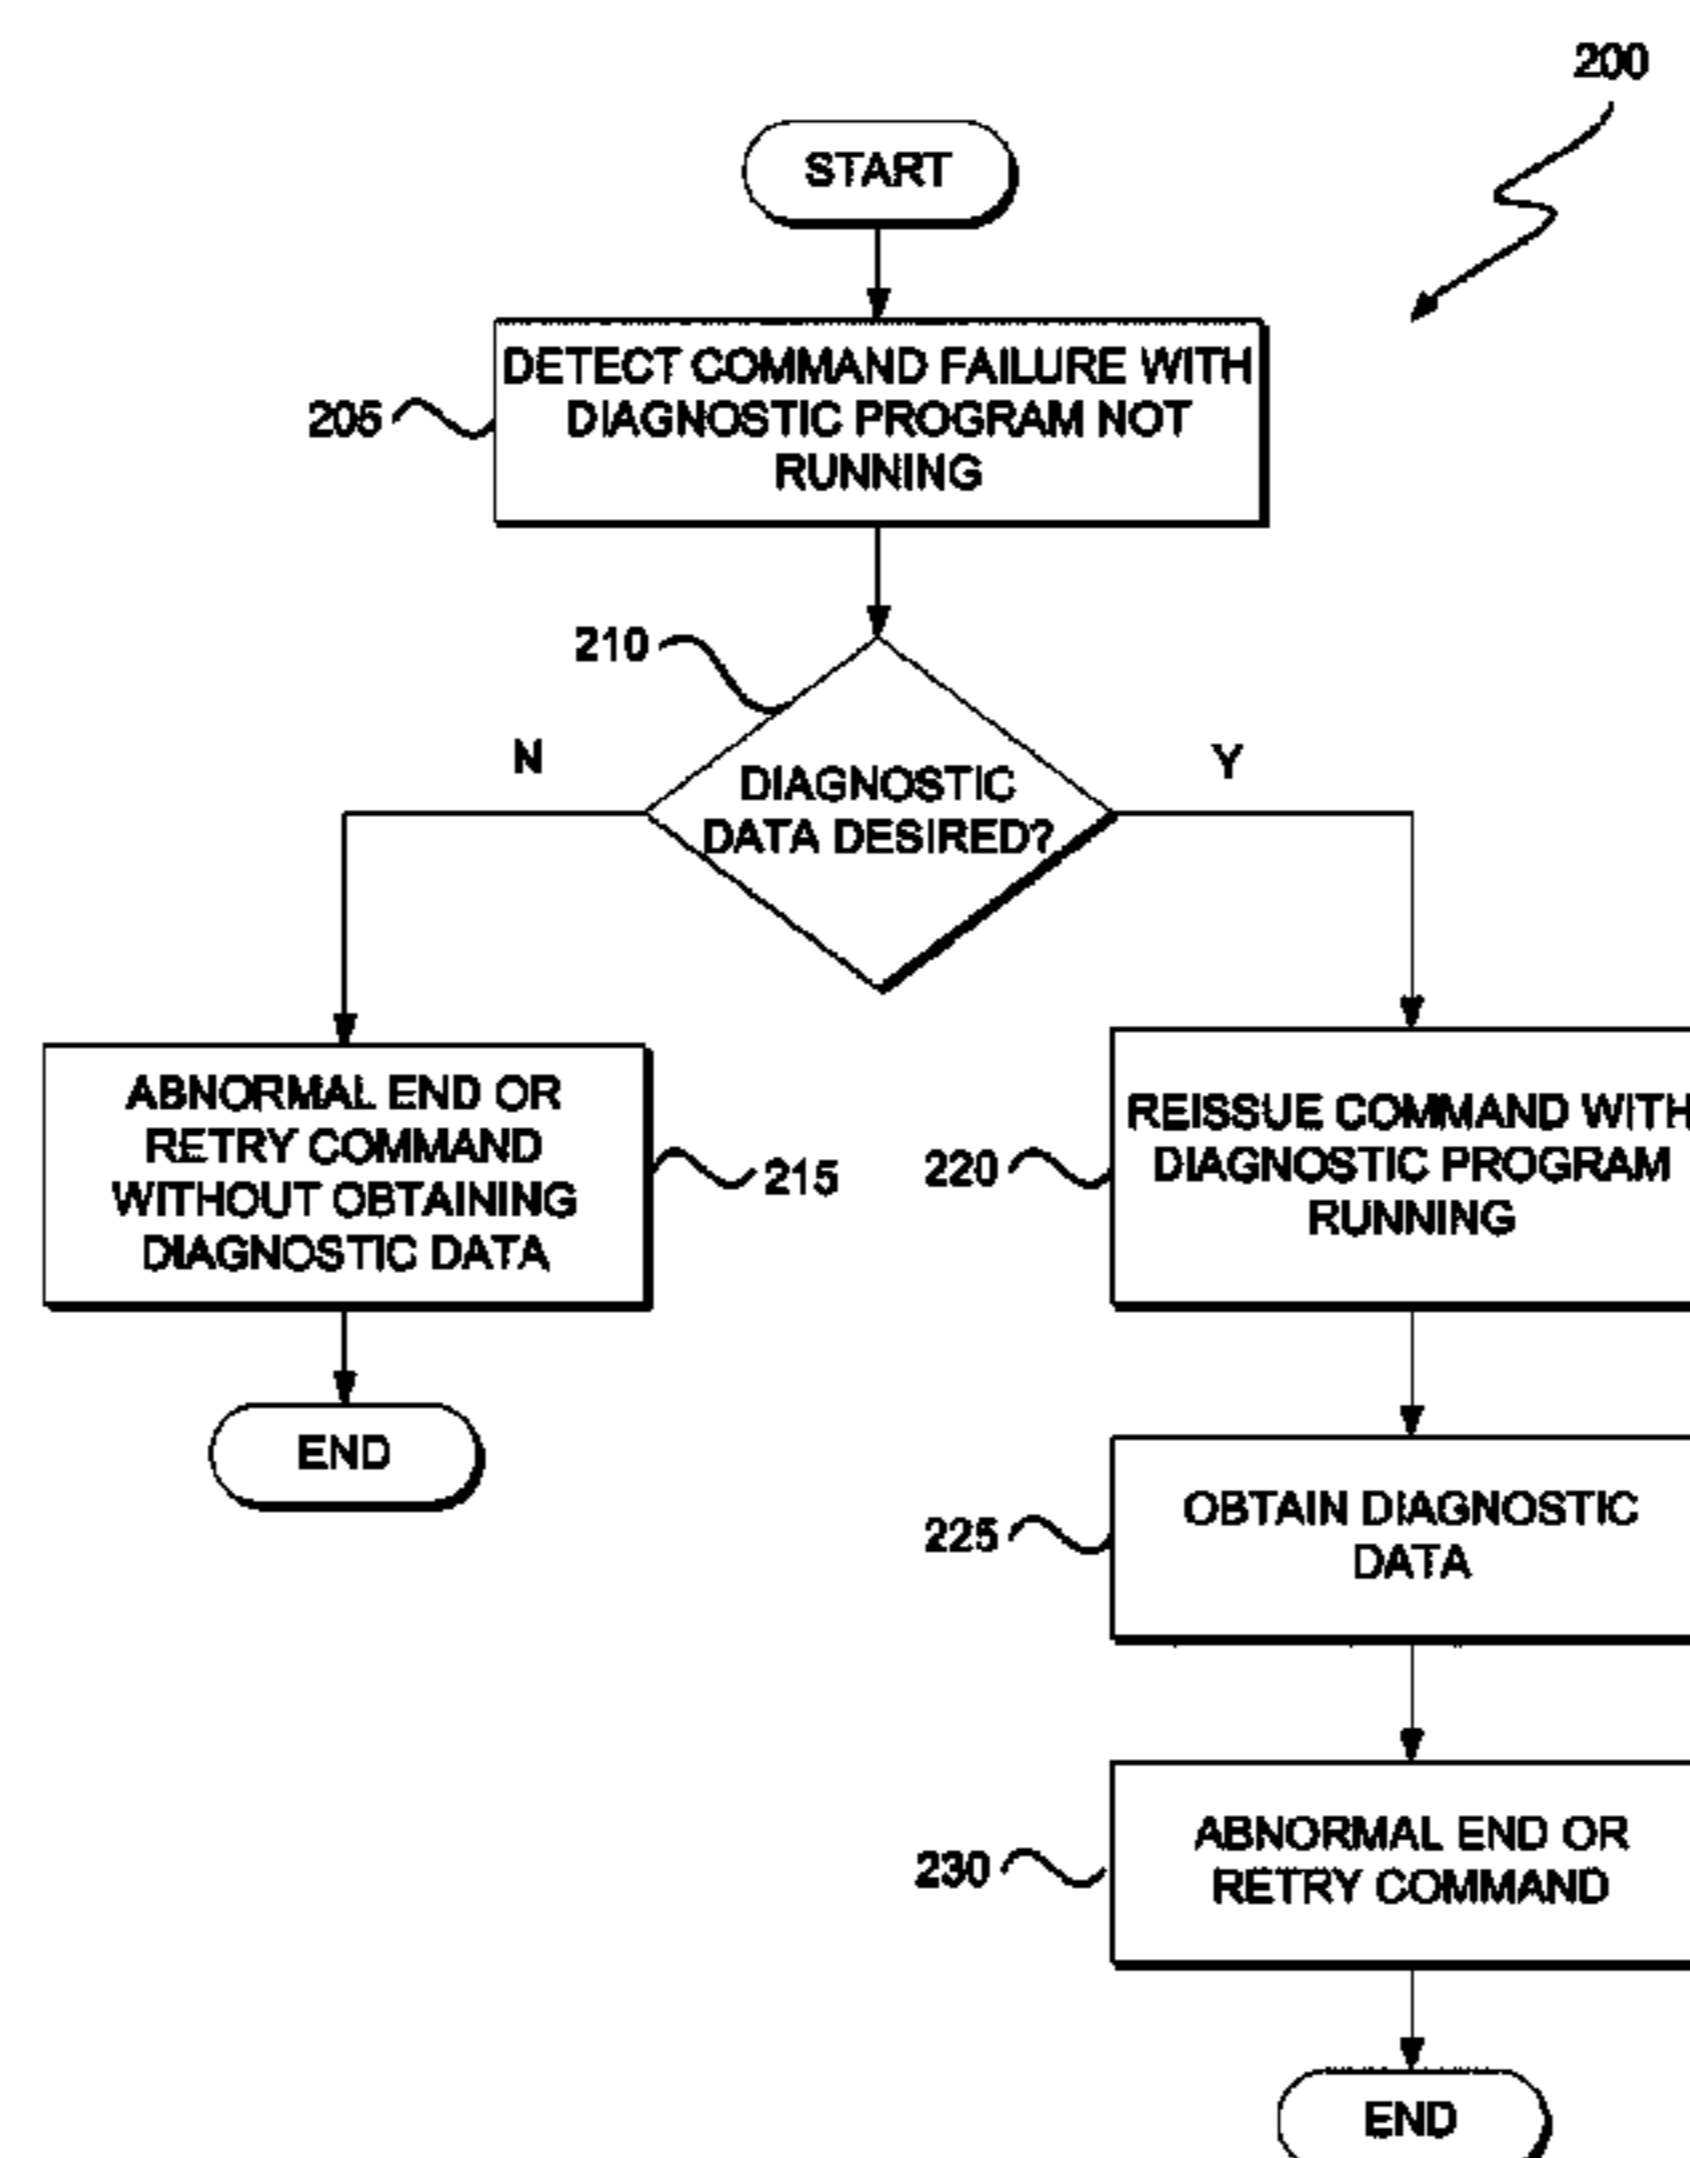 200
START
DETECT COMMAND FAILURE WITH
DIAGNOSTIC PROGRAM NOT
RUNNING
205
210
N
Y
DIAGNOSTIC
DATA DESIRED?
ABNORMAL END OR
RETRY COMMAND
WITHOUT OBTAINING
DIAGNOSTIC DATA
215
220
REISSUE COMMAND WITH
DIAGNOSTIC PROGRAM
RUNNING
END
225
OBTAIN DIAGNOSTIC
DATA
230
ABNORMAL END OR
RETRY COMMAND
END